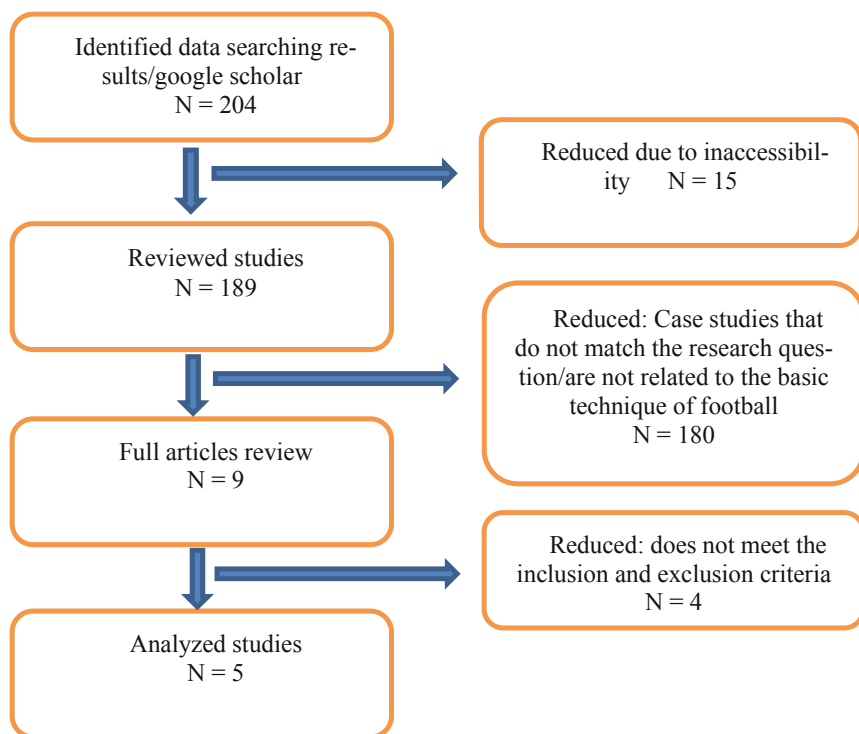 Identified data searching re-
sults/google scholar
N = 204
Reduced due to inaccessibil-
ity N = 15
Reviewed studies
N = 189
Reduced: Case studies that
do not match the research ques-
tion/are not related to the basic
technique of football
N = 180
Full articles review
N = 9
Reduced: does not meet the
inclusion and exclusion criteria
N = 4
Analyzed studies
N = 5